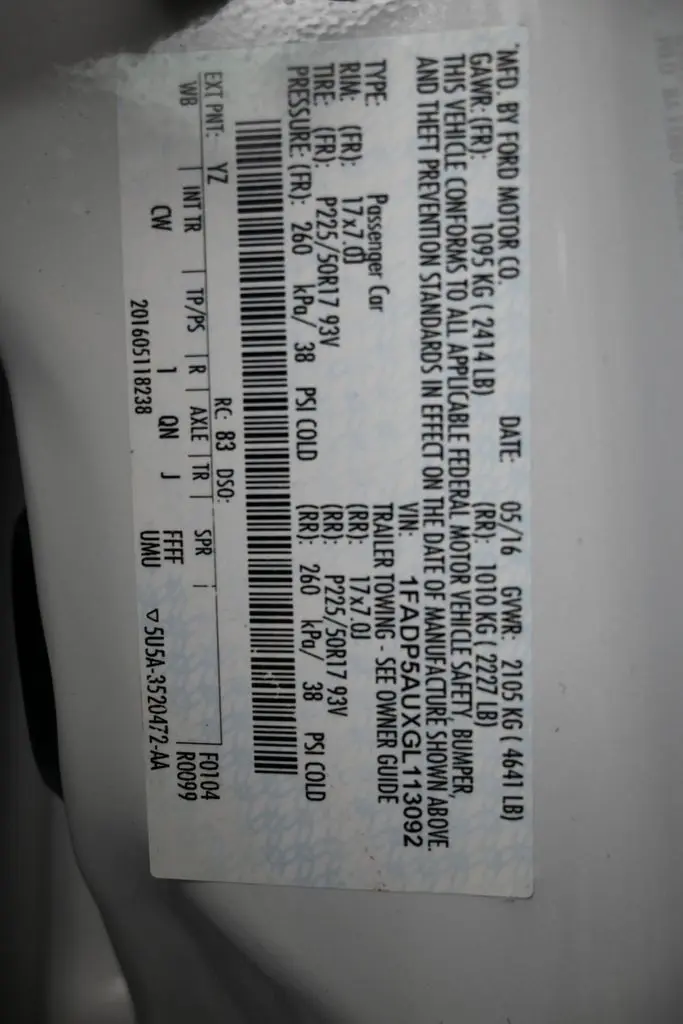 *MFD. BY FORD MOTOR CO. DATE: 05/16 GVWR: 2105 KG ( 4641 LB)
GAWR: (FR): 1095 KG ( 2414 LB) (RR): 1010 KG ( 2227 LB)
THIS VEHICLE CONFORMS TO ALL APPLICABLE FEDERAL MOTOR VEHICLE SAFETY, BUMPER,
AND THEFT PREVENTION STANDARDS IN EFFECT ON THE DATE OF MANUFACTURE SHOWN ABOVE.
VIN: 1FADP5AUXGL113092
TYPE: Passenger Car TRAILER TOWING - SEE OWNER GUIDE
RIM: (FR): 17x7.0J (RR): 17x7.0J
TIRE: (FR): P225/50R17 93V (RR): P225/50R17 93V
PRESSURE: (FR): 260 kPa/ 38 PSI COLD (RR): 260 kPa/ 38 PSI COLD
EXT PNT: YZ RC: 83 DSO: F0104
WB INT TR TP/PS R AXLE TR SPR R0099
CW 1 QN J FFFF
201605118238 UMU ▽5U5A-3520472-AA